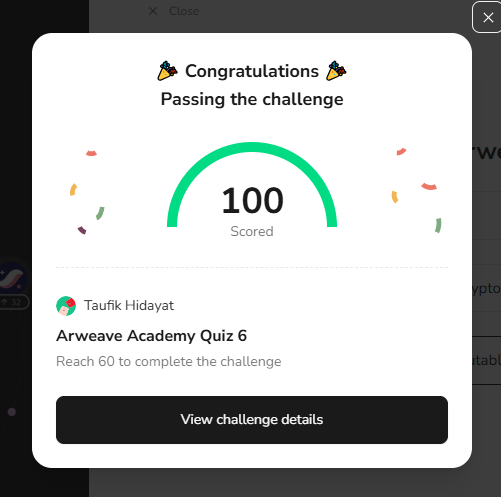 Close
Congratulations
Passing the challenge
100
Scored
32
Taufik Hidayat
Arweave Academy Quiz 6
Reach 60 to complete the challenge
View challenge details